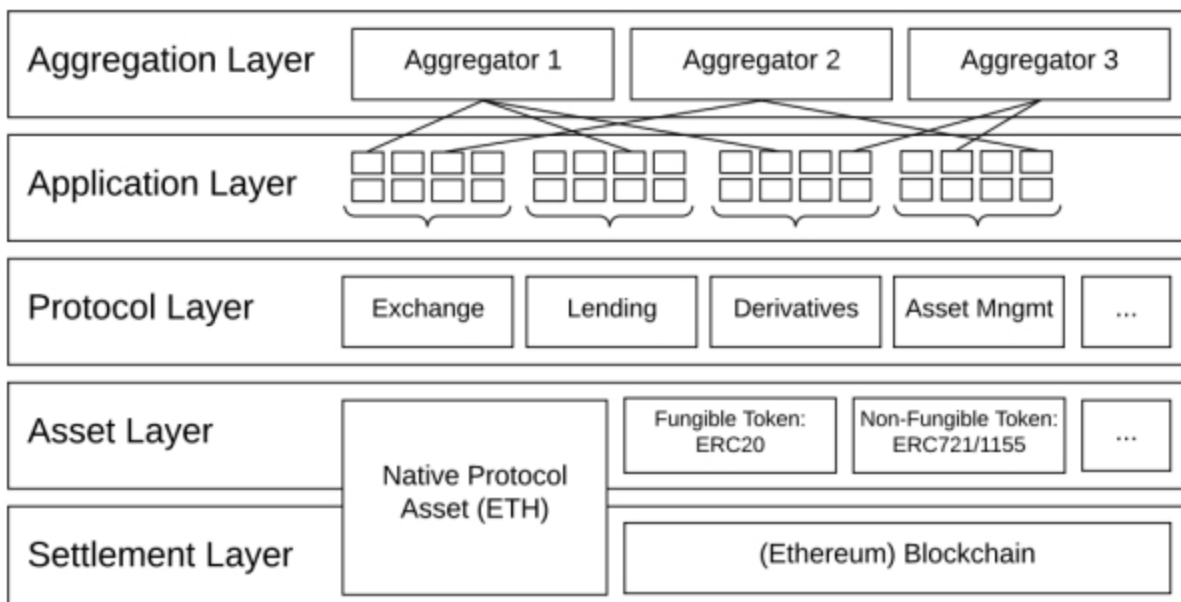 Aggregation Layer
Aggregator 1
Aggregator 2
Aggregator 3
Application Layer
Protocol Layer
Exchange
Lending
Derivatives
Asset Mngmt
...
Asset Layer
Native Protocol
Asset (ETH)
Fungible Token:
ERC20
Non-Fungible Token:
ERC721/1155
...
Settlement Layer
(Ethereum) Blockchain